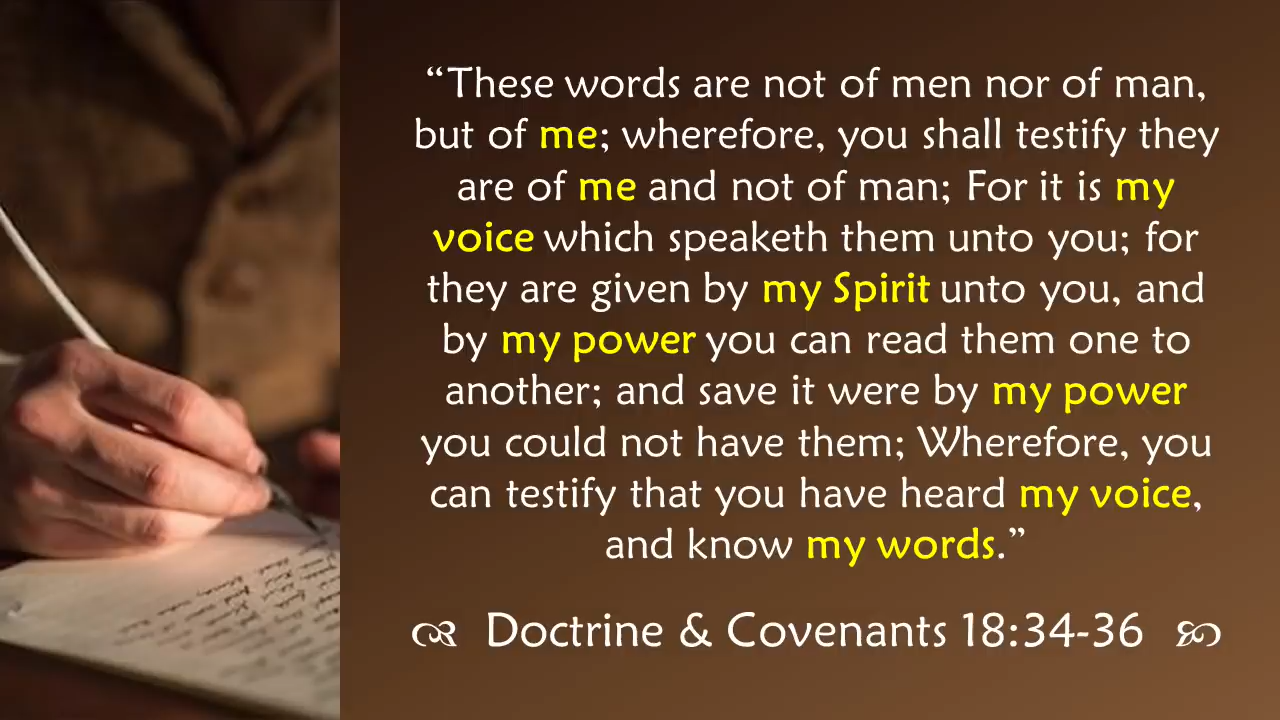 “These words are not of men nor of man,
but of me; wherefore, you shall testify they
are of me and not of man; For it is my
voice which speaketh them unto you; for
they are given by my Spirit unto you, and
by my power you can read them one to
another; and save it were by my power
you could not have them; Wherefore, you
can testify that you have heard my voice,
and know my words.”
Doctrine & Covenants 18:34-36